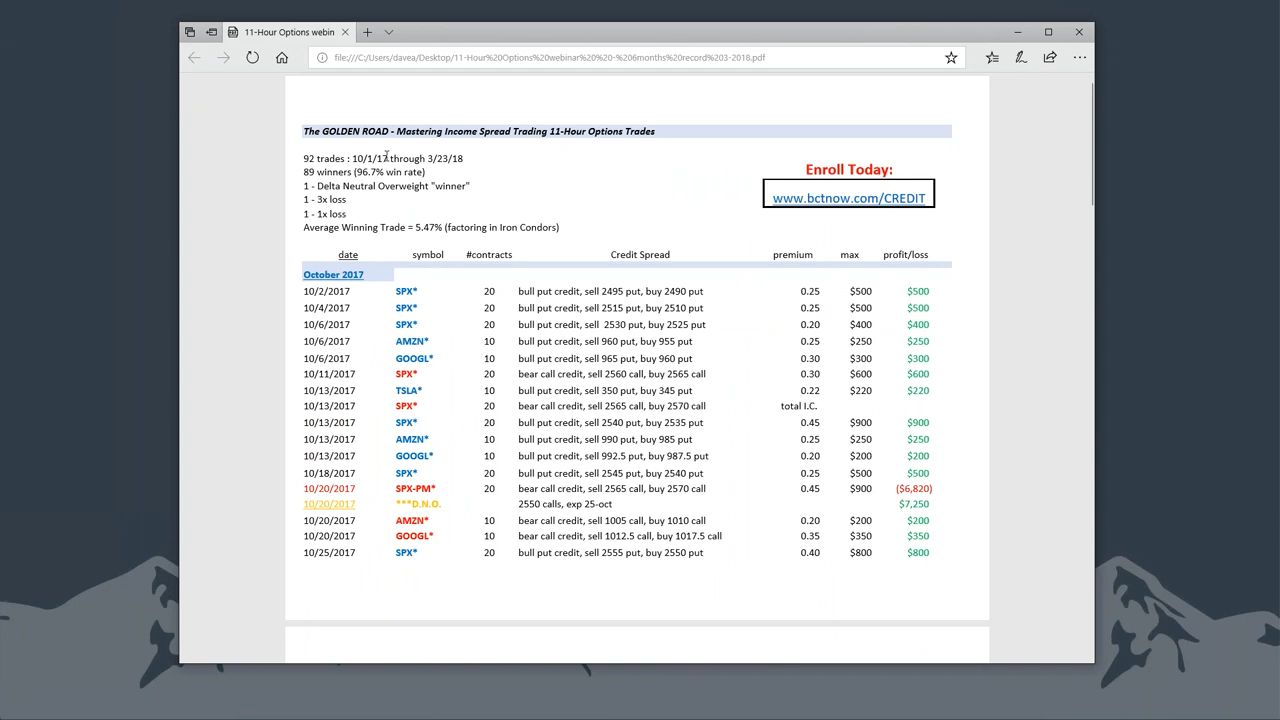 11-Hour Options webin
file:///C:/Users/davea/Desktop/11-Hour%20Options%20webinar%20%20-%206months%20record%203-2018.pdf
The GOLDEN ROAD - Mastering Income Spread Trading 11-Hour Options Trades
92 trades : 10/1/17 through 3/23/18
89 winners (96.7% win rate)
1 - Delta Neutral Overweight "winner"
1 - 3x loss
1 - 1x loss
Average Winning Trade = 5.47% (factoring in Iron Condors)
Enroll Today:
www.bctnow.com/CREDIT
date symbol #contracts Credit Spread premium max profit/loss
October 2017
10/2/2017 SPX* 20 bull put credit, sell 2495 put, buy 2490 put 0.25 $500 $500
10/4/2017 SPX* 20 bull put credit, sell 2515 put, buy 2510 put 0.25 $500 $500
10/6/2017 SPX* 20 bull put credit, sell 2530 put, buy 2525 put 0.20 $400 $400
10/6/2017 AMZN* 10 bull put credit, sell 960 put, buy 955 put 0.25 $250 $250
10/6/2017 GOOGL* 10 bull put credit, sell 965 put, buy 960 put 0.30 $300 $300
10/11/2017 SPX* 20 bear call credit, sell 2560 call, buy 2565 call 0.30 $600 $600
10/13/2017 TSLA* 10 bull put credit, sell 350 put, buy 345 put 0.22 $220 $220
10/13/2017 SPX* 20 bear call credit, sell 2565 call, buy 2570 call total I.C.
10/13/2017 SPX* 20 bull put credit, sell 2540 put, buy 2535 put 0.45 $900 $900
10/13/2017 AMZN* 10 bull put credit, sell 990 put, buy 985 put 0.25 $250 $250
10/13/2017 GOOGL* 10 bull put credit, sell 992.5 put, buy 987.5 put 0.20 $200 $200
10/18/2017 SPX* 20 bull put credit, sell 2545 put, buy 2540 put 0.25 $500 $500
10/20/2017 SPX-PM* 20 bear call credit, sell 2565 call, buy 2570 call 0.45 $900 ($6,820)
10/20/2017 ***D.N.O. 2550 calls, exp 25-oct $7,250
10/20/2017 AMZN* 10 bear call credit, sell 1005 call, buy 1010 call 0.20 $200 $200
10/20/2017 GOOGL* 10 bear call credit, sell 1012.5 call, buy 1017.5 call 0.35 $350 $350
10/25/2017 SPX* 20 bull put credit, sell 2555 put, buy 2550 put 0.40 $800 $800